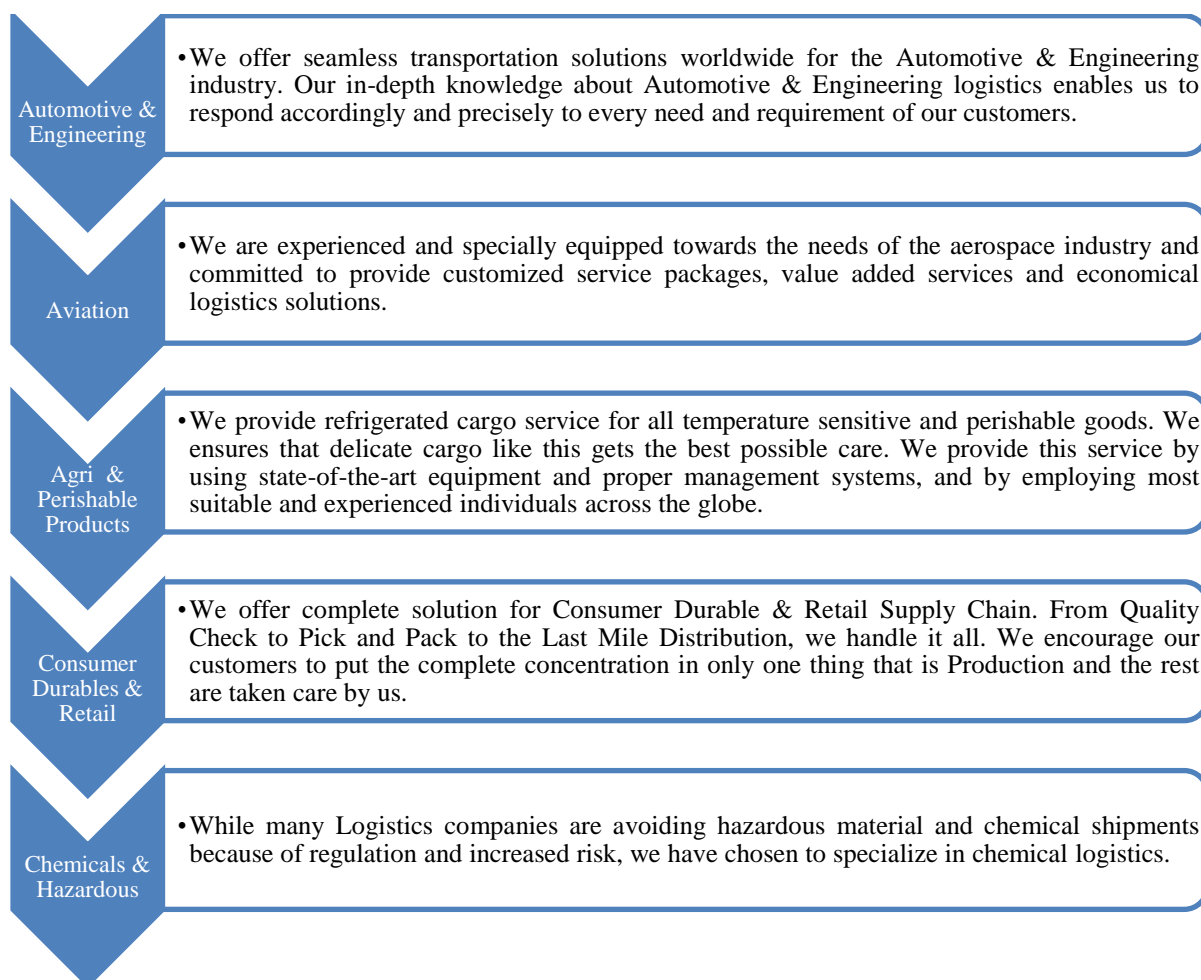 Automotive &
Engineering
•We offer seamless transportation solutions worldwide for the Automotive & Engineering
industry. Our in-depth knowledge about Automotive & Engineering logistics enables us to
respond accordingly and precisely to every need and requirement of our customers.
Aviation
•We are experienced and specially equipped towards the needs of the aerospace industry and
committed to provide customized service packages, value added services and economical
logistics solutions.
Agri &
Perishable
Products
•We provide refrigerated cargo service for all temperature sensitive and perishable goods. We
ensures that delicate cargo like this gets the best possible care. We provide this service by
using state-of-the-art equipment and proper management systems, and by employing most
suitable and experienced individuals across the globe.
Consumer
Durables &
Retail
•We offer complete solution for Consumer Durable & Retail Supply Chain. From Quality
Check to Pick and Pack to the Last Mile Distribution, we handle it all. We encourage our
customers to put the complete concentration in only one thing that is Production and the rest
are taken care by us.
Chemicals &
Hazardous
•While many Logistics companies are avoiding hazardous material and chemical shipments
because of regulation and increased risk, we have chosen to specialize in chemical logistics.